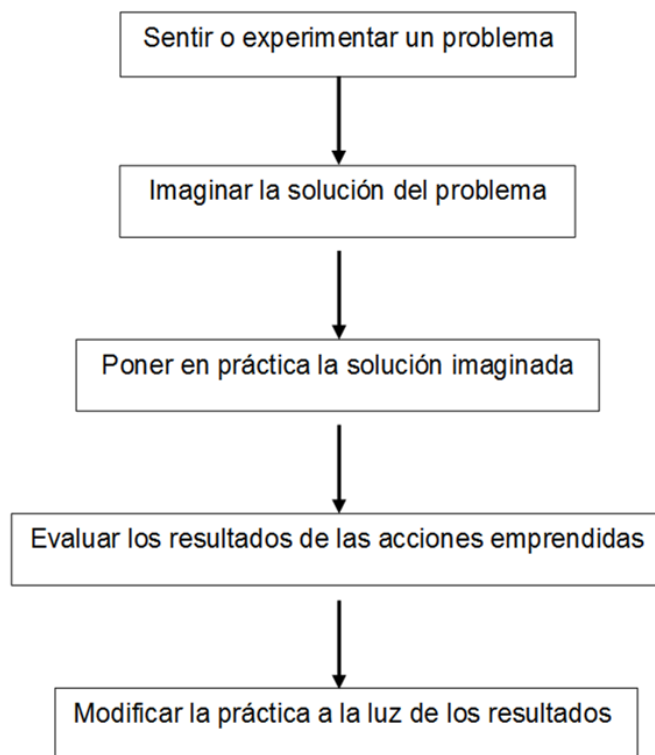 Sentir o experimentar un problema
Imaginar la solución del problema
Poner en práctica la solución imaginada
Evaluar los resultados de las acciones emprendidas
Modificar la práctica a la luz de los resultados